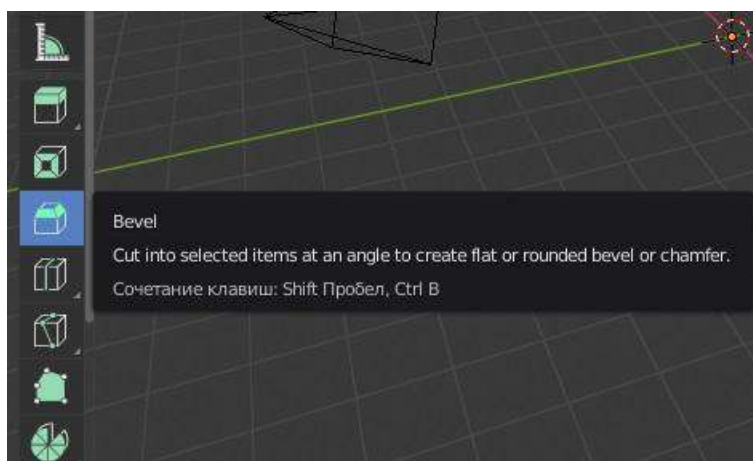 Bevel
Cut into selected items at an angle to create flat or rounded bevel or chamfer.
Сочетание клавиш: Shift Пробел, Ctrl B